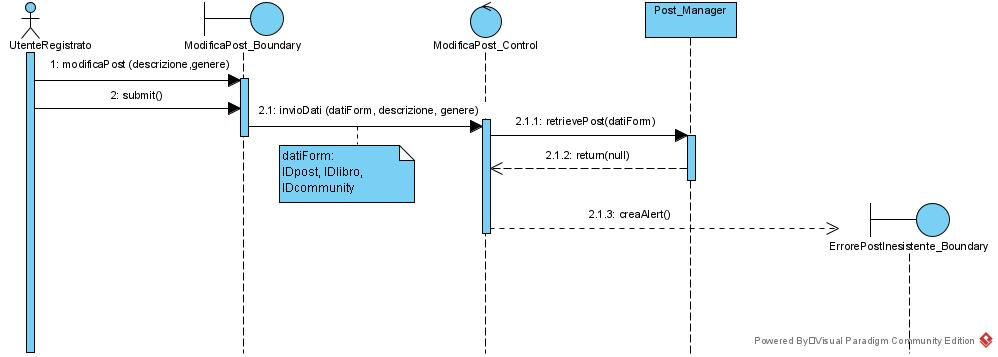 Post_Manager
UtenteRegistrato
ModificaPost_Boundary
ModificaPost_Control
1: modificaPost (descrizione,genere)
2: submit()
2.1: invioDati (datiForm, descrizione, genere)
2.1.1: retrievePost(datiForm)
datiForm:
IDpost, IDlibro,
IDcommunity
2.1.2: return(null)
2.1.3: creaAlert()
ErrorePostInesistente_Boundary
Powered By Visual Paradigm Community Edition